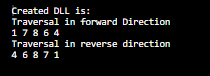 Created DLL is:
Traversal in forward Direction
1 7 8 6 4
Traversal in reverse direction
4 6 8 7 1